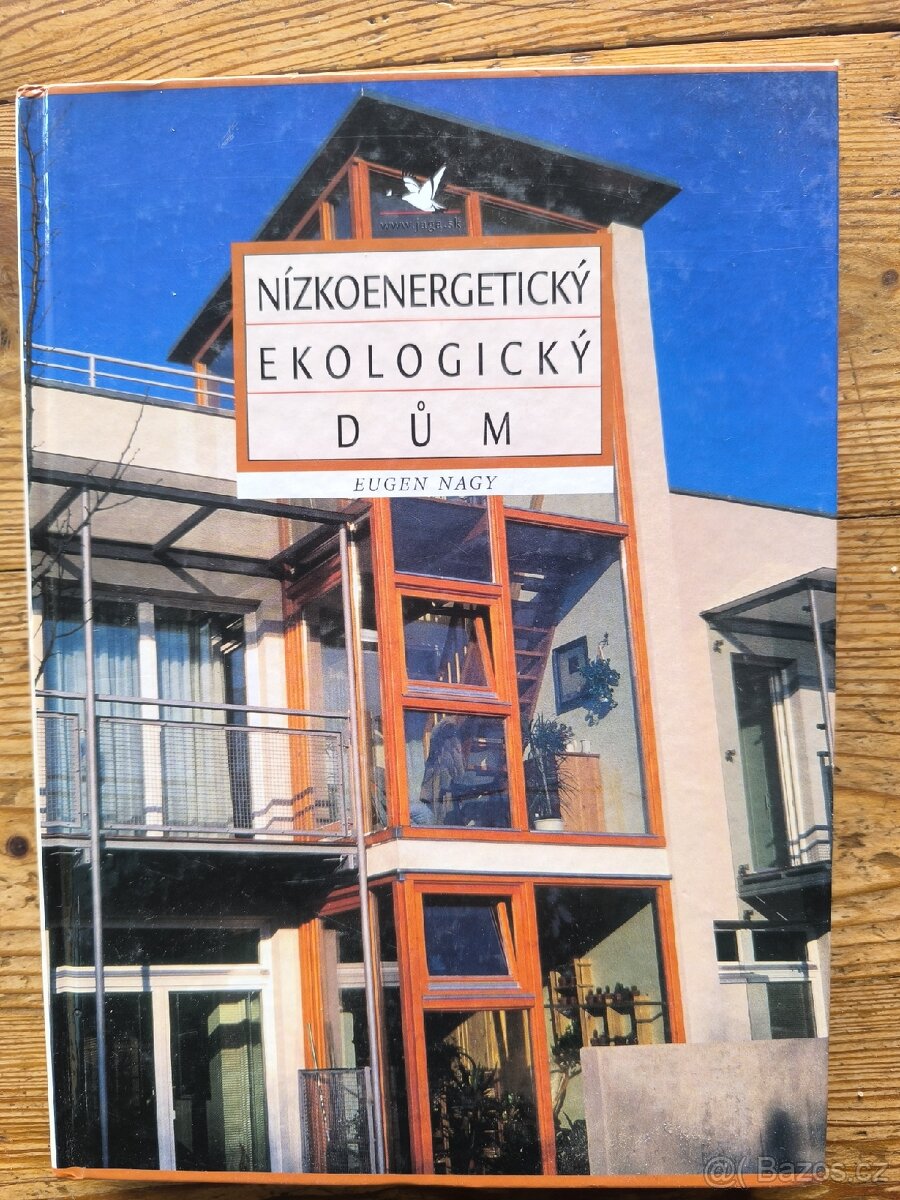 www.jaga.sk
NÍZKOENERGETICKÝ
EKOLOGICKÝ
DŮM
EUGEN NAGY
@( Bazos.cz